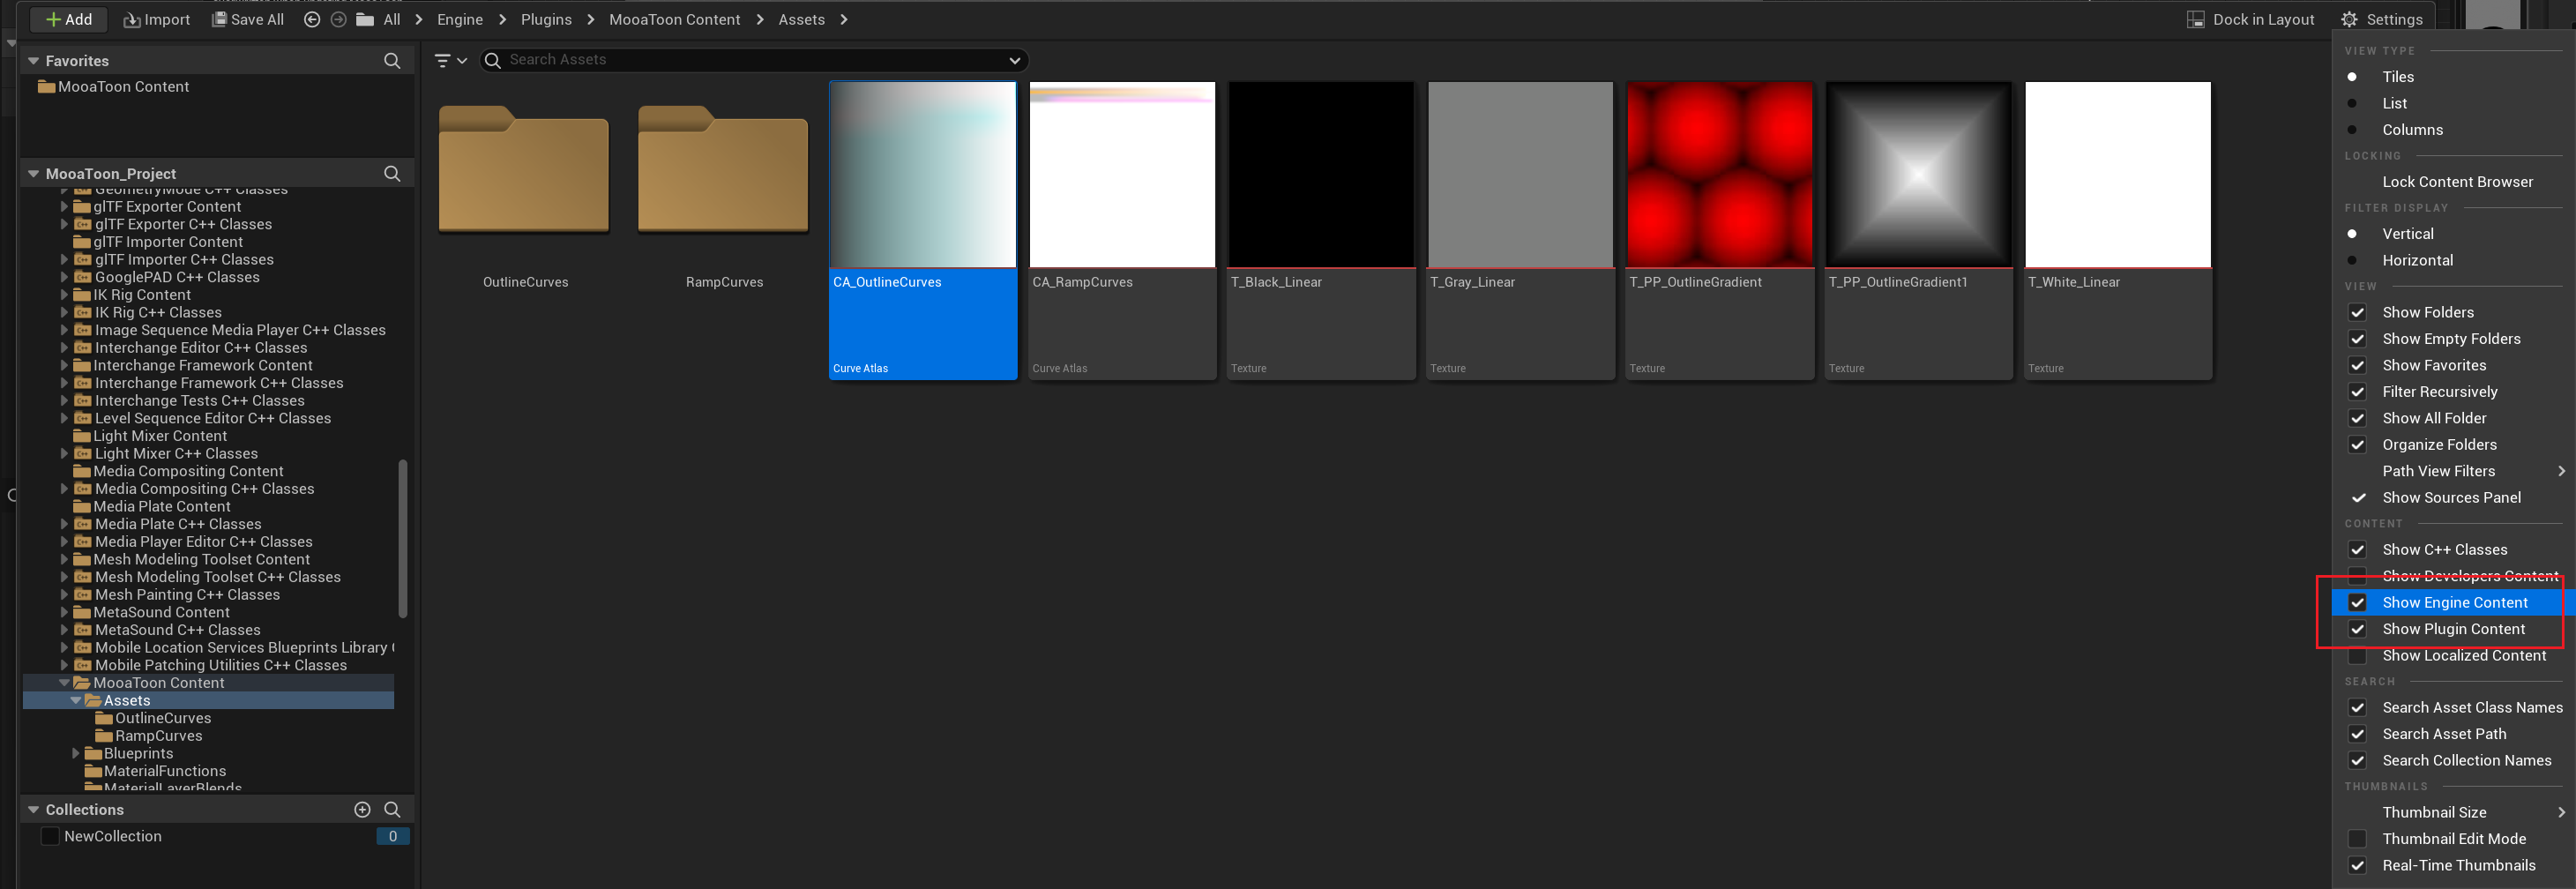 Add
Import
Save All
All
Engine
Plugins
MooaToon Content
Assets
Dock in Layout
Settings
Favorites
MooaToon Content
MooaToon_Project
GeometryMode C++ Classes
glTF Exporter Content
glTF Exporter C++ Classes
glTF Importer Content
glTF Importer C++ Classes
GooglePAD C++ Classes
IK Rig Content
IK Rig C++ Classes
Image Sequence Media Player C++ Classes
Interchange Editor C++ Classes
Interchange Framework Content
Interchange Framework C++ Classes
Interchange Tests C++ Classes
Level Sequence Editor C++ Classes
Light Mixer Content
Light Mixer C++ Classes
Media Compositing Content
Media Compositing C++ Classes
Media Plate Content
Media Plate C++ Classes
Media Player Editor C++ Classes
Mesh Modeling Toolset Content
Mesh Modeling Toolset C++ Classes
Mesh Painting C++ Classes
MetaSound Content
MetaSound C++ Classes
Mobile Location Services Blueprints Library
Mobile Patching Utilities C++ Classes
MooaToon Content
Assets
OutlineCurves
RampCurves
Blueprints
MaterialFunctions
MaterialLayerBlends
Collections
NewCollection
0
Search Assets
OutlineCurves
RampCurves
CA_OutlineCurves
Curve Atlas
CA_RampCurves
Curve Atlas
T_Black_Linear
Texture
T_Gray_Linear
Texture
T_PP_OutlineGradient
Texture
T_PP_OutlineGradient1
Texture
T_White_Linear
Texture
VIEW TYPE
Tiles
List
Columns
LOCKING
Lock Content Browser
FILTER DISPLAY
Vertical
Horizontal
VIEW
Show Folders
Show Empty Folders
Show Favorites
Filter Recursively
Show All Folder
Organize Folders
Path View Filters
Show Sources Panel
CONTENT
Show C++ Classes
Show Developers Content
Show Engine Content
Show Plugin Content
Show Localized Content
SEARCH
Search Asset Class Names
Search Asset Path
Search Collection Names
THUMBNAILS
Thumbnail Size
Thumbnail Edit Mode
Real-Time Thumbnails